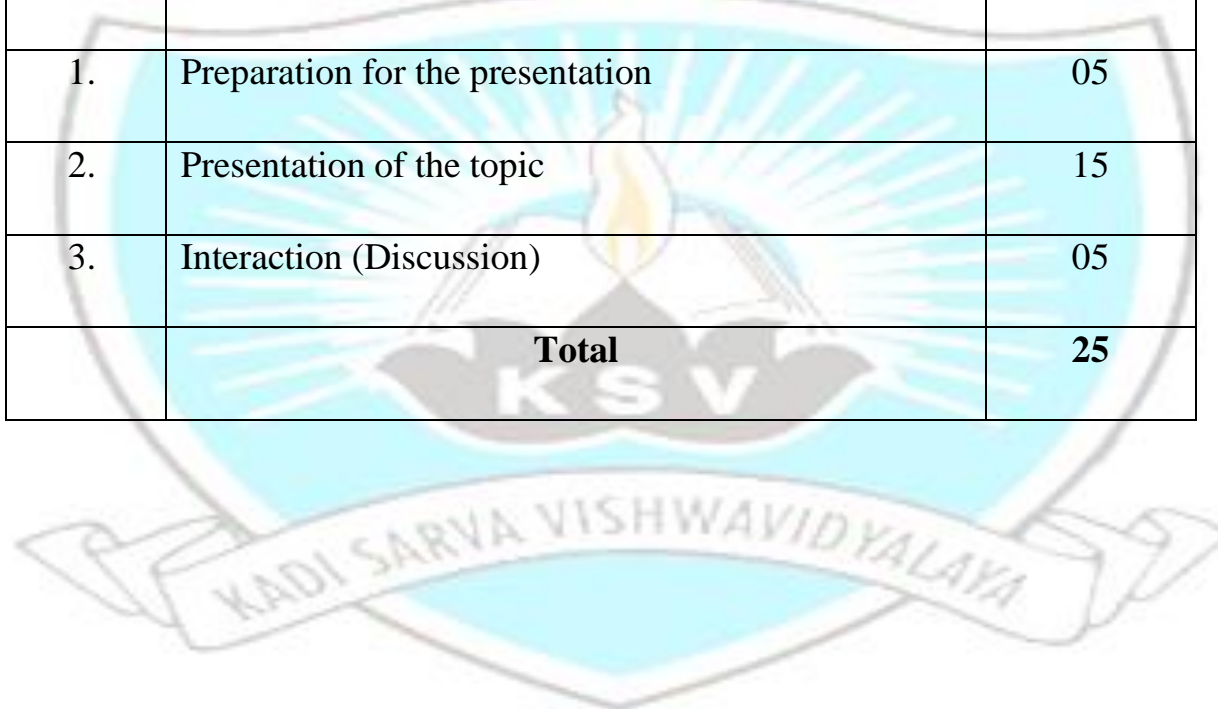 1. Preparation for the presentation 05
2. Presentation of the topic 15
3. Interaction (Discussion) 05
Total 25
KSV
KADI SARVA VISHWAVIDYALAYA